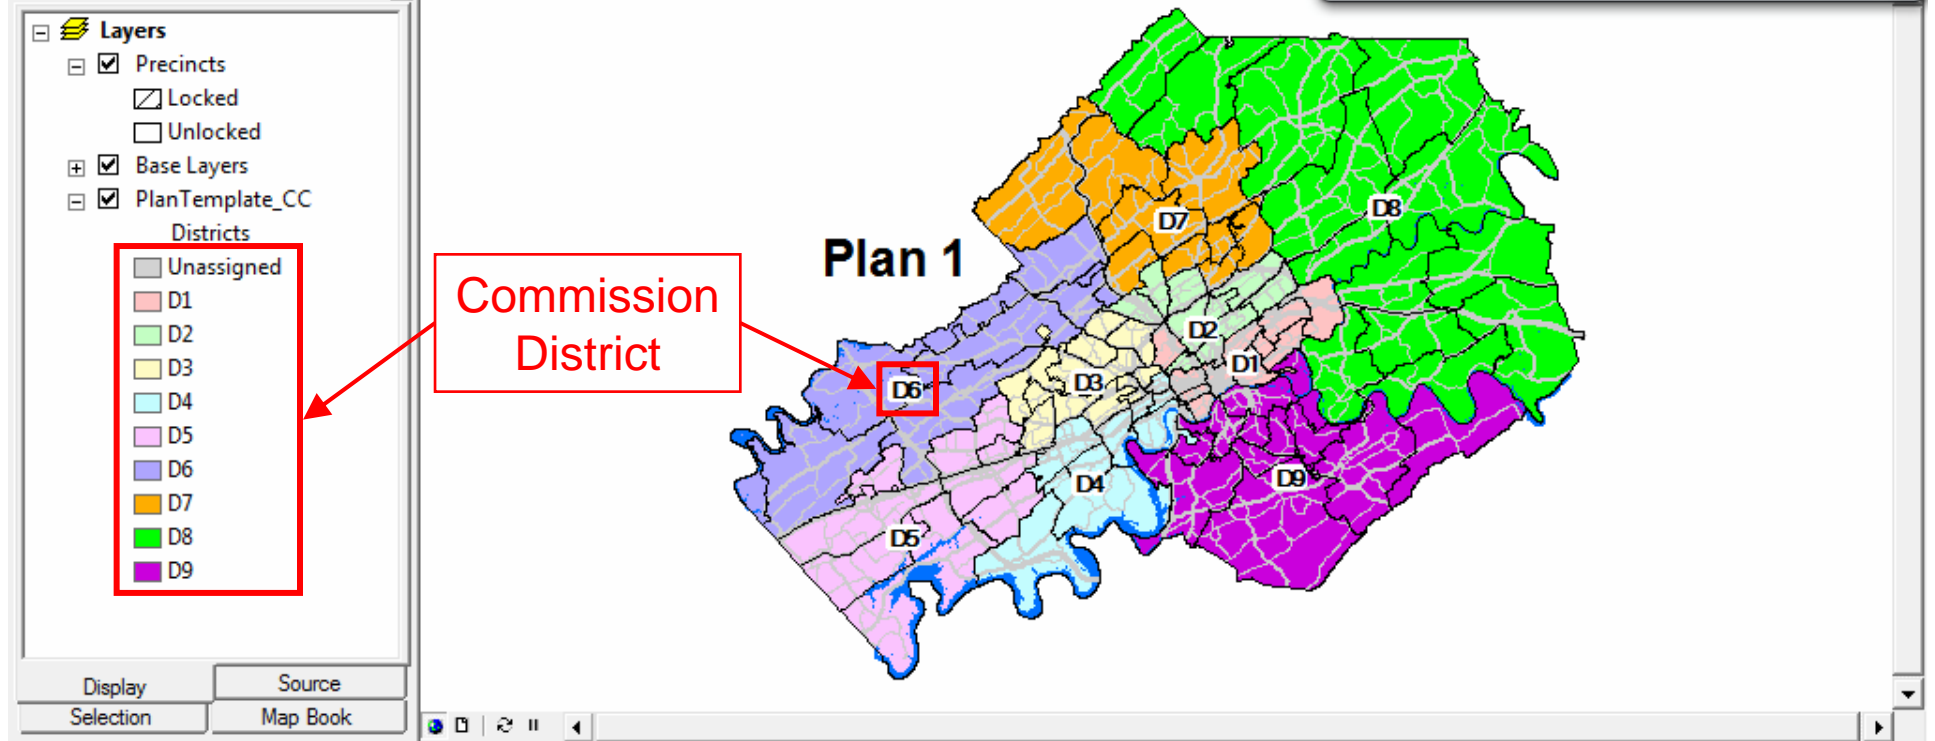 Layers
Precincts
Locked
Unlocked
Base Layers
PlanTemplate_CC
Districts
Unassigned
D1
D2
D3
D4
D5
D6
D7
D8
D9
Display
Source
Selection
Map Book
Commission
District
Plan 1
D7
D8
D2
D1
D3
D6
D4
D9
D5